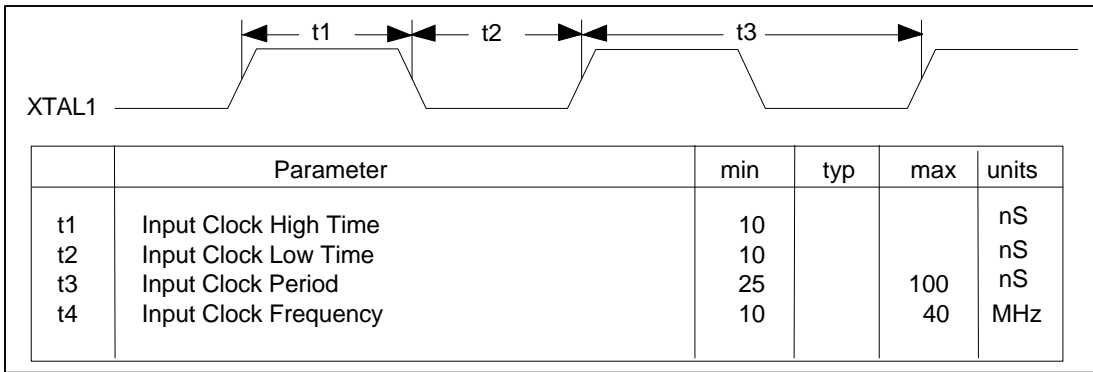 t1 t2 t3
XTAL1
Parameter min typ max units
t1 Input Clock High Time 10 nS
t2 Input Clock Low Time 10 nS
t3 Input Clock Period 25 100 nS
t4 Input Clock Frequency 10 40 MHz